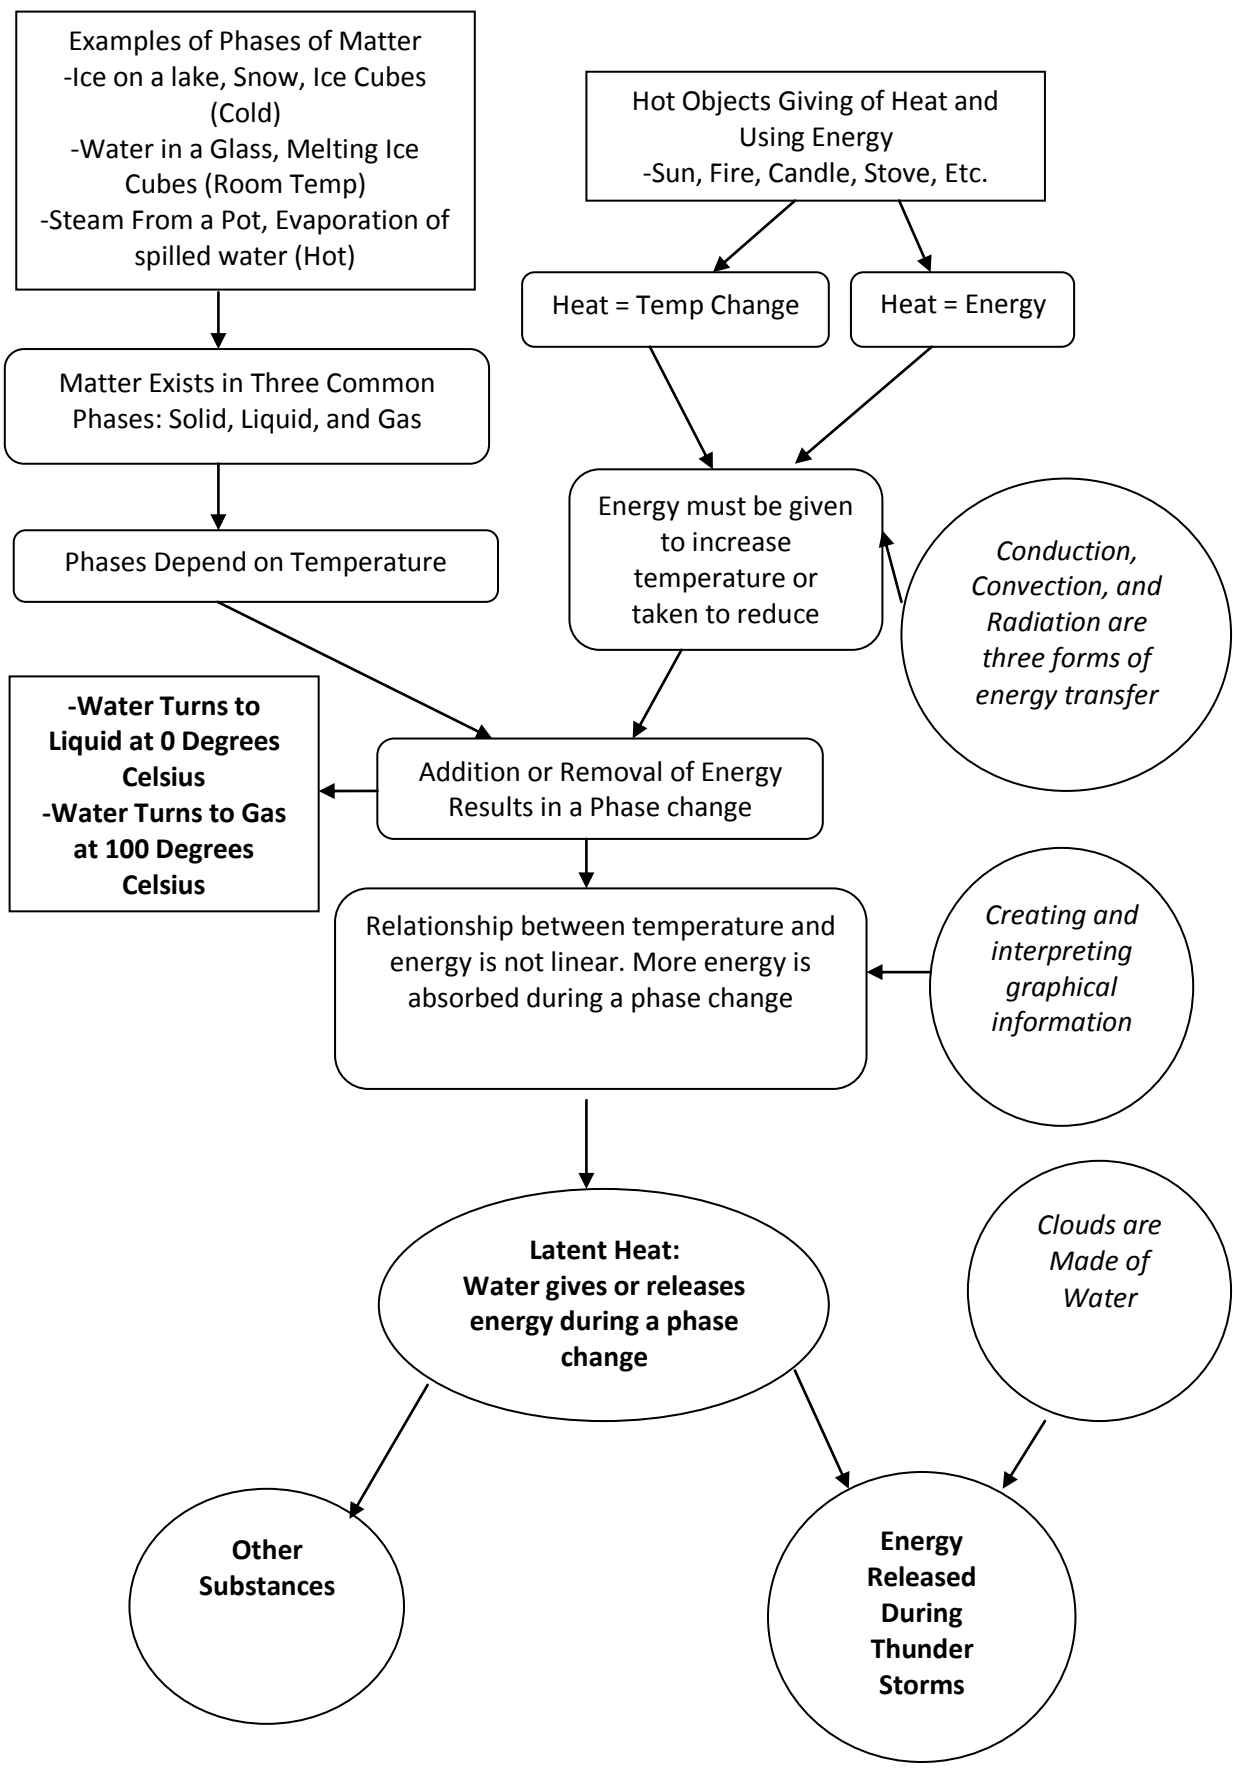 Examples of Phases of Matter
-Ice on a lake, Snow, Ice Cubes
(Cold)
-Water in a Glass, Melting Ice
Cubes (Room Temp)
-Steam From a Pot, Evaporation of
spilled water (Hot)
Hot Objects Giving of Heat and
Using Energy
-Sun, Fire, Candle, Stove, Etc.
Heat = Temp Change
Heat = Energy
Matter Exists in Three Common
Phases: Solid, Liquid, and Gas
Phases Depend on Temperature
Energy must be given
to increase
temperature or
taken to reduce
Conduction,
Convection, and
Radiation are
three forms of
energy transfer
-Water Turns to
Liquid at 0 Degrees
Celsius
-Water Turns to Gas
at 100 Degrees
Celsius
Addition or Removal of Energy
Results in a Phase change
Relationship between temperature and
energy is not linear. More energy is
absorbed during a phase change
Creating and
interpreting
graphical
information
Latent Heat:
Water gives or releases
energy during a phase
change
Clouds are
Made of
Water
Other
Substances
Energy
Released
During
Thunder
Storms